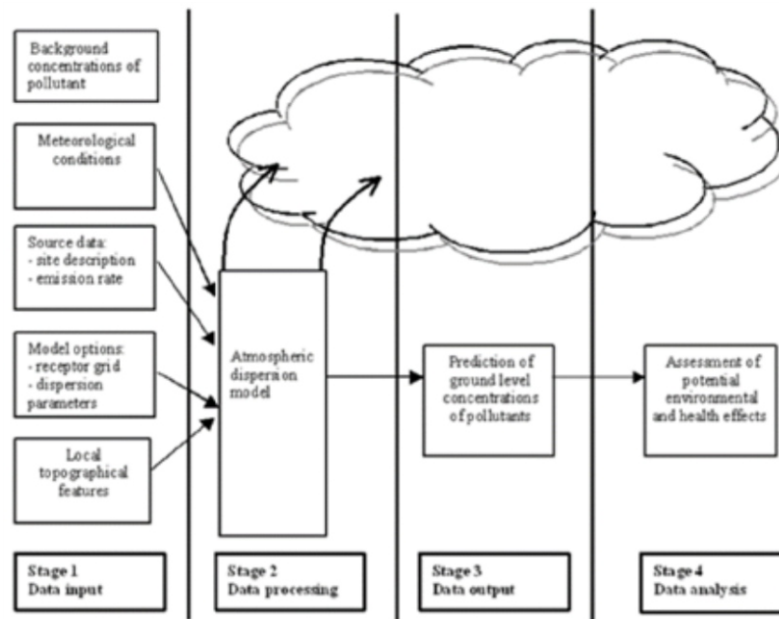 Background
concentrations of
pollutant
Meteorological
conditions
Source data:
- site description
- emission rate
Model options:
- receptor grid
- dispersion
parameters
Local
topographical
features
Atmospheric
dispersion
model
Prediction of
ground level
concentrations
of pollutants
Assessment of
potential
environmental
and health effects
Stage 1
Data input
Stage 2
Data processing
Stage 3
Data output
Stage 4
Data analysis